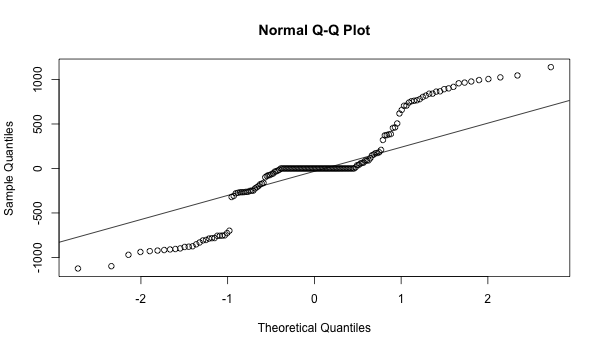 Normal Q-Q Plot
1000
500
0
-500
-1000
Sample Quantiles
-2 -1 0 1 2
Theoretical Quantiles